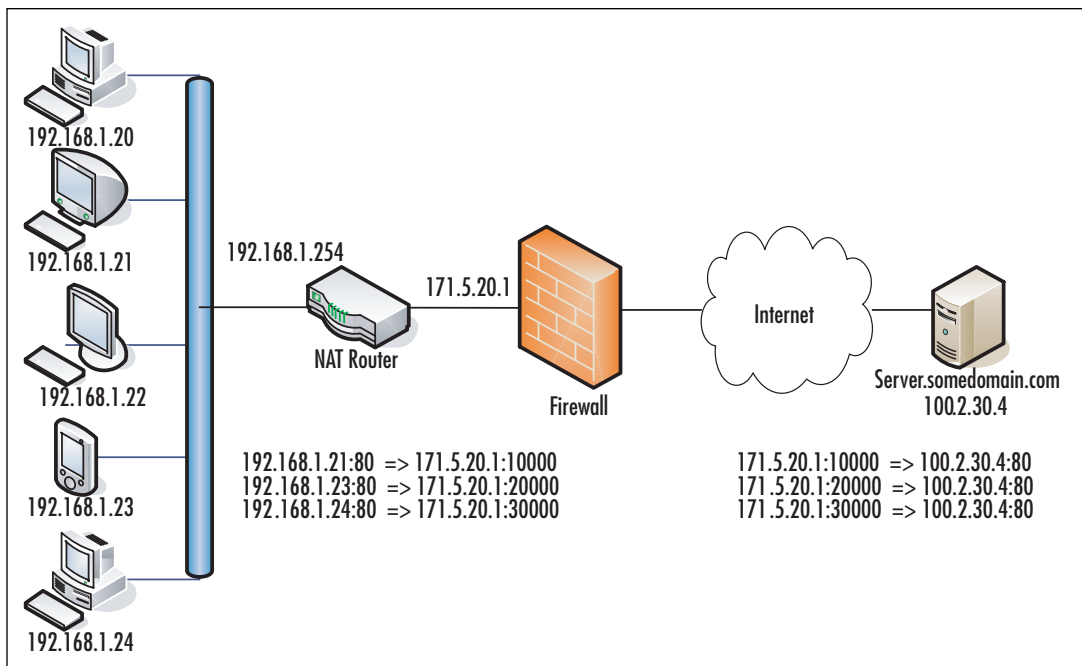 192.168.1.20
192.168.1.21
192.168.1.22
192.168.1.23
192.168.1.24
192.168.1.254
NAT Router
171.5.20.1
Firewall
Internet
Server.somedomain.com
100.2.30.4
192.168.1.21:80 => 171.5.20.1:10000
192.168.1.23:80 => 171.5.20.1:20000
192.168.1.24:80 => 171.5.20.1:30000
171.5.20.1:10000 => 100.2.30.4:80
171.5.20.1:20000 => 100.2.30.4:80
171.5.20.1:30000 => 100.2.30.4:80